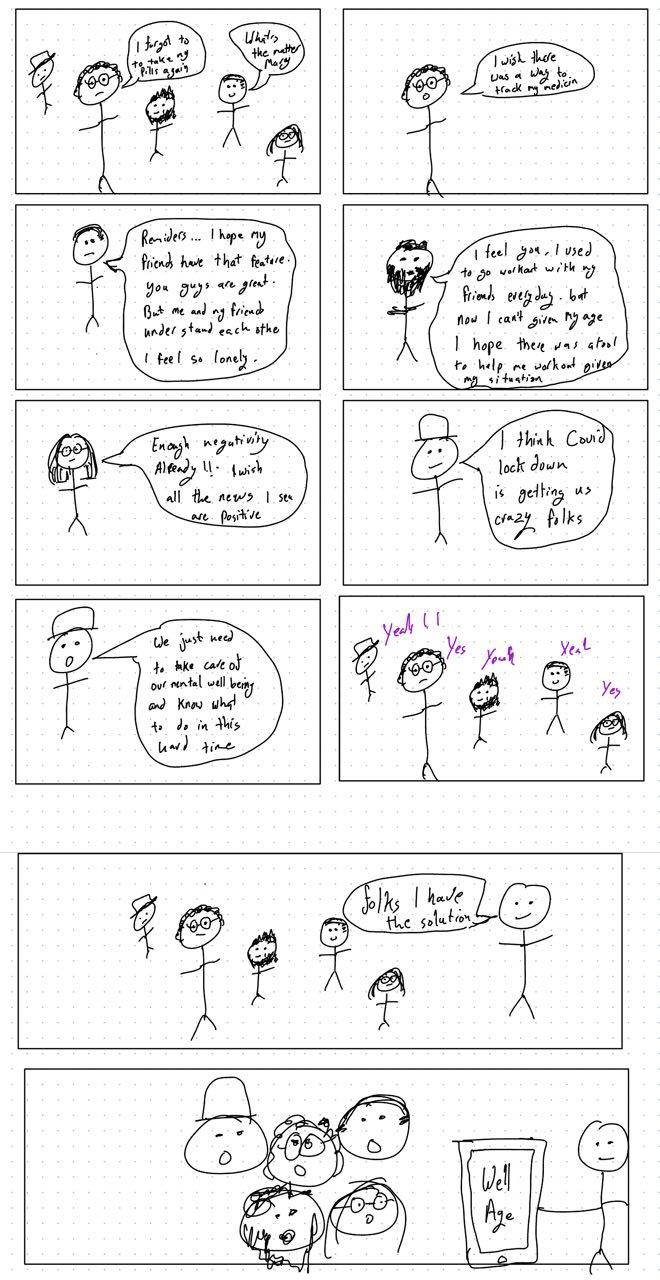 I forgot to
to take my
pills again
What's
the matter
Mary
I wish there
was a way to
track my medicin
Reminders... I hope my
friends have that feature.
you guys are great.
But me and my friends
under stand each othe
I feel so lonely.
I feel you, I used
to go workout with my
friends everyday. but
now I can't given my age
I hope there was a tool
to help me workout given
my situation
Enough negativity
Already!!. I wish
all the news I see
are Positive
I think Covid
lock down
is getting us
crazy folks
We just need
to take care of
our mental well being
and know what
to do in this
hard time
Yeah !!
Yes
Yeah
Yeah
Yes
folks I have
the solution
Well
Age